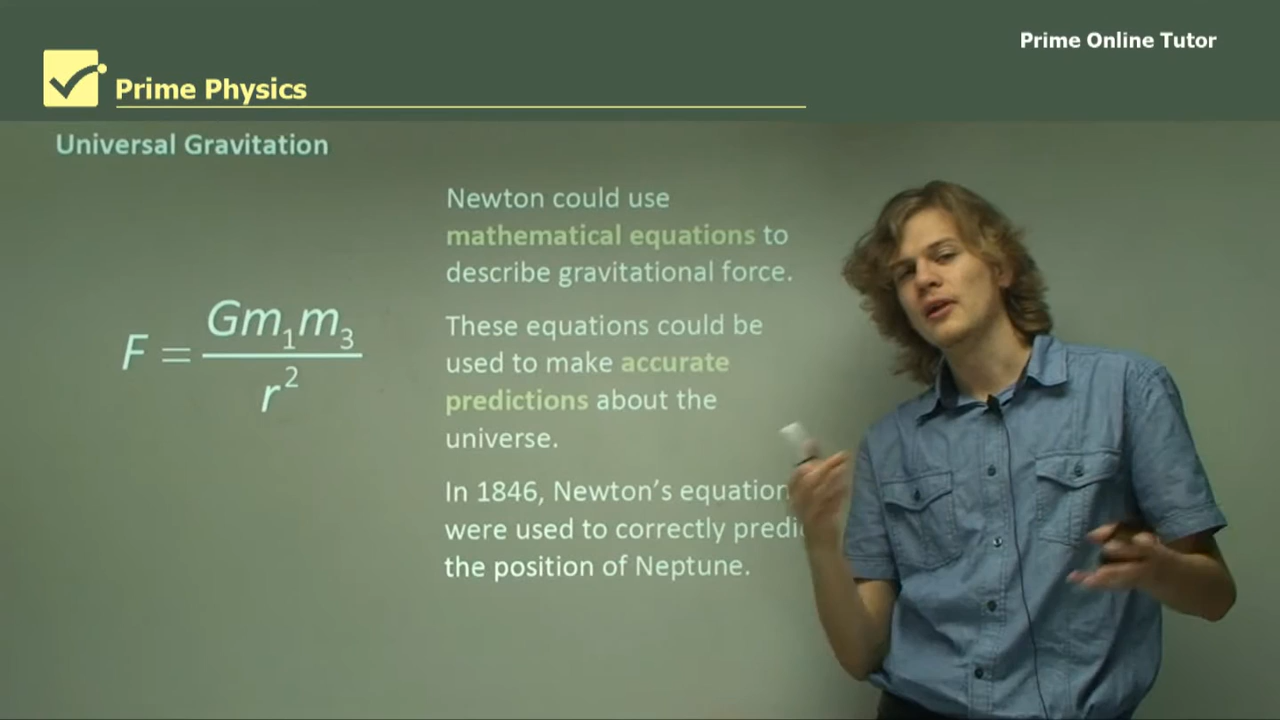 Prime Online Tutor
Prime Physics
Universal Gravitation
Newton could use
mathematical equations to
describe gravitational force.
F = Gm₁m₃ / r²
These equations could be
used to make accurate
predictions about the
universe.
In 1846, Newton's equation
were used to correctly predi
the position of Neptune.